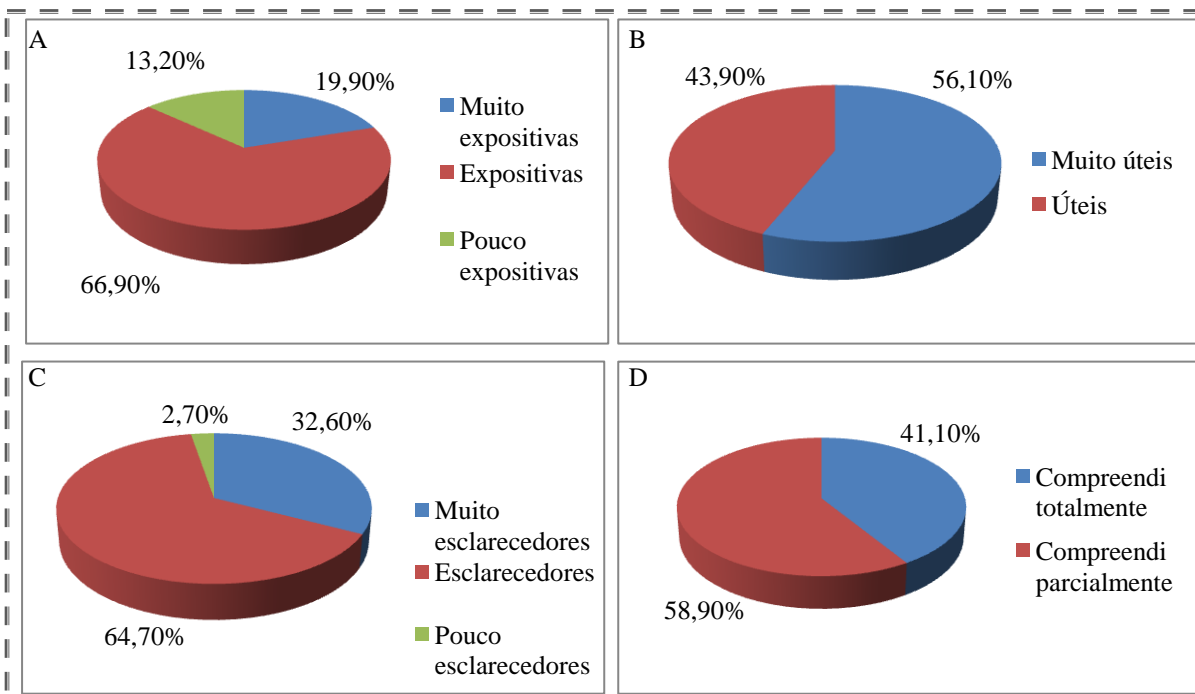 A
13,20%
19,90%
Muito
expositivas
Expositivas
Pouco
expositivas
66,90%
B
43,90%
56,10%
Muito úteis
Úteis
C
2,70%
32,60%
Muito
esclarecedores
Esclarecedores
Pouco
esclarecedores
64,70%
D
41,10%
Compreendi
totalmente
Compreendi
parcialmente
58,90%